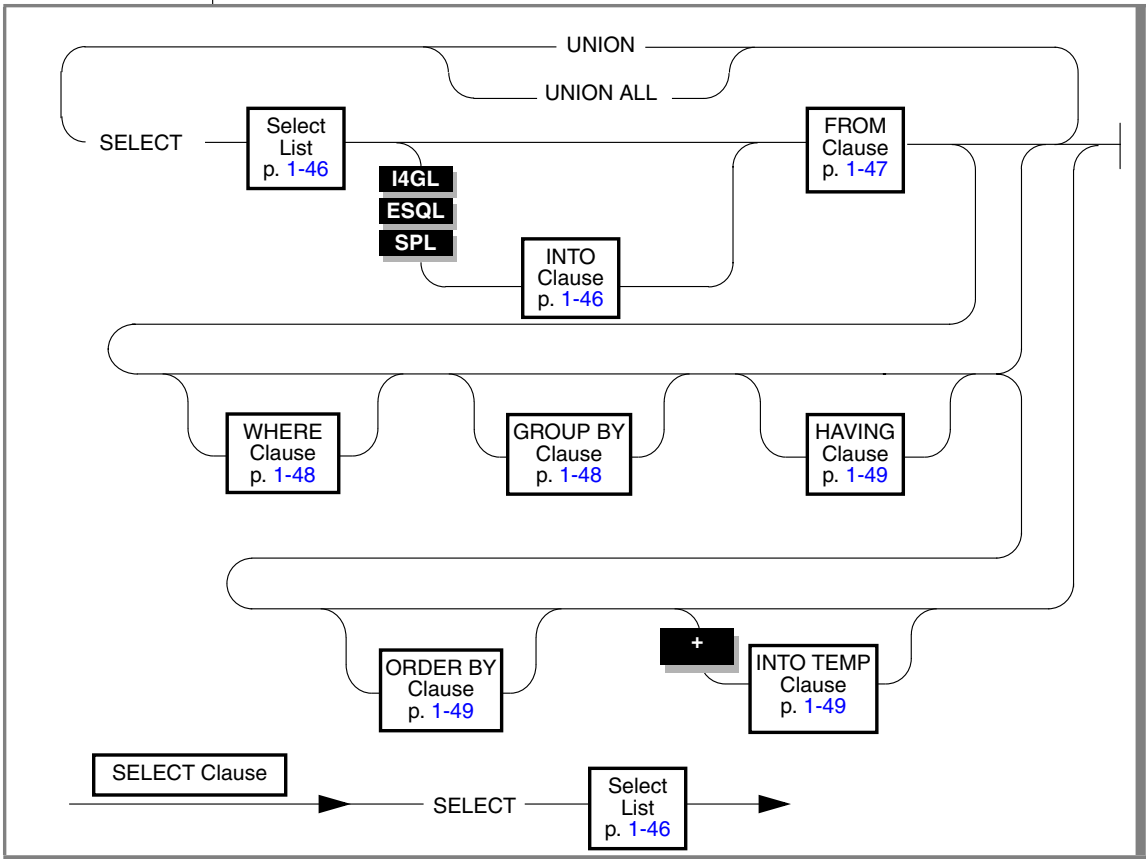 UNION
UNION ALL
SELECT
Select
List
p. 1-46
I4GL
ESQL
SPL
INTO
Clause
p. 1-46
FROM
Clause
p. 1-47
WHERE
Clause
p. 1-48
GROUP BY
Clause
p. 1-48
HAVING
Clause
p. 1-49
ORDER BY
Clause
p. 1-49
+
INTO TEMP
Clause
p. 1-49
SELECT Clause
SELECT
Select
List
p. 1-46